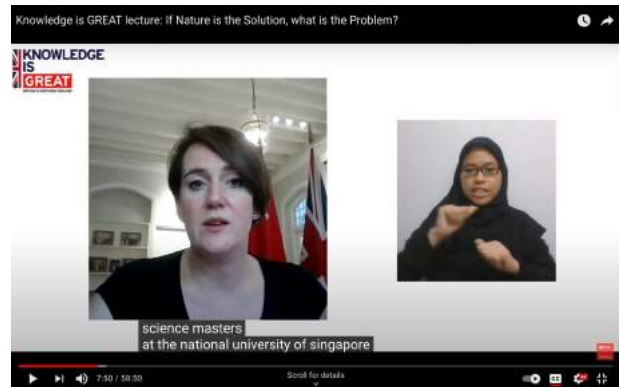 Knowledge is GREAT lecture: If Nature is the Solution, what is the Problem?
KNOWLEDGE
IS
GREAT
science masters
at the national university of singapore
7:50 / 58:50
Scroll for details